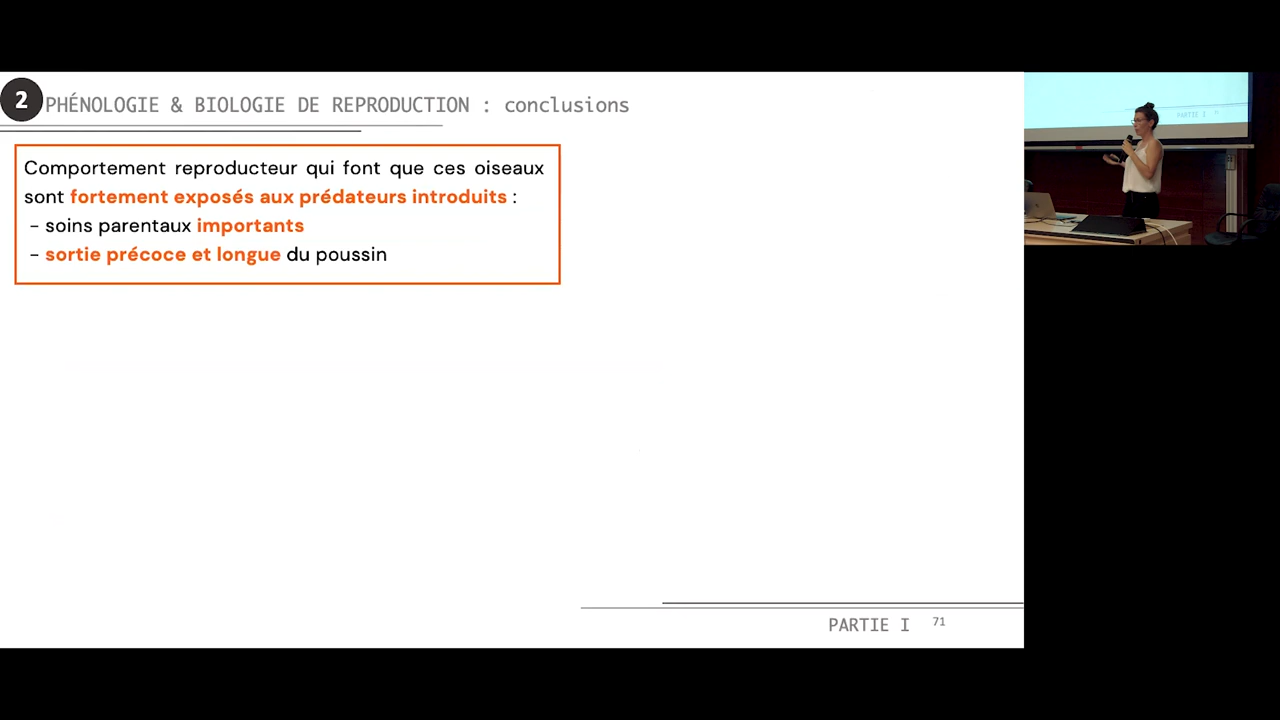 2
PHÉNOLOGIE & BIOLOGIE DE REPRODUCTION : conclusions
Comportement reproducteur qui font que ces oiseaux
sont fortement exposés aux prédateurs introduits :
- soins parentaux importants
- sortie précoce et longue du poussin
PARTIE I 71
PARTIE I